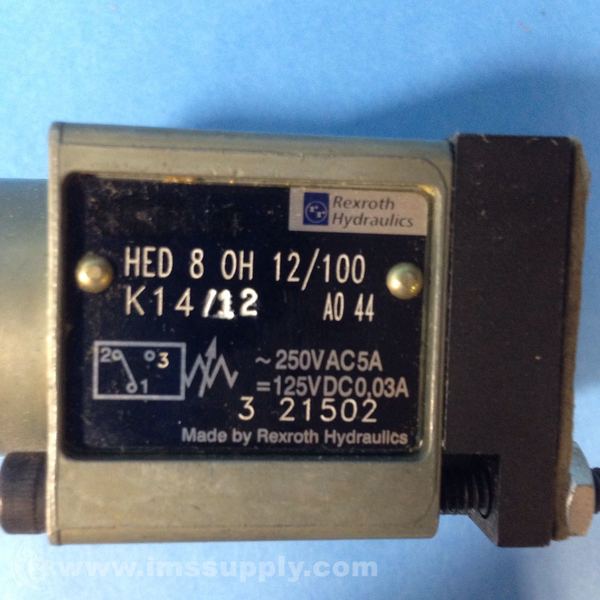 Rexroth
Hydraulics
HED 8 OH 12/100
K14/12 AO 44
2 3 ~250VAC5A
1 =125VDC0,03A
3 21502
Made by Rexroth Hydraulics
www.imssupply.com